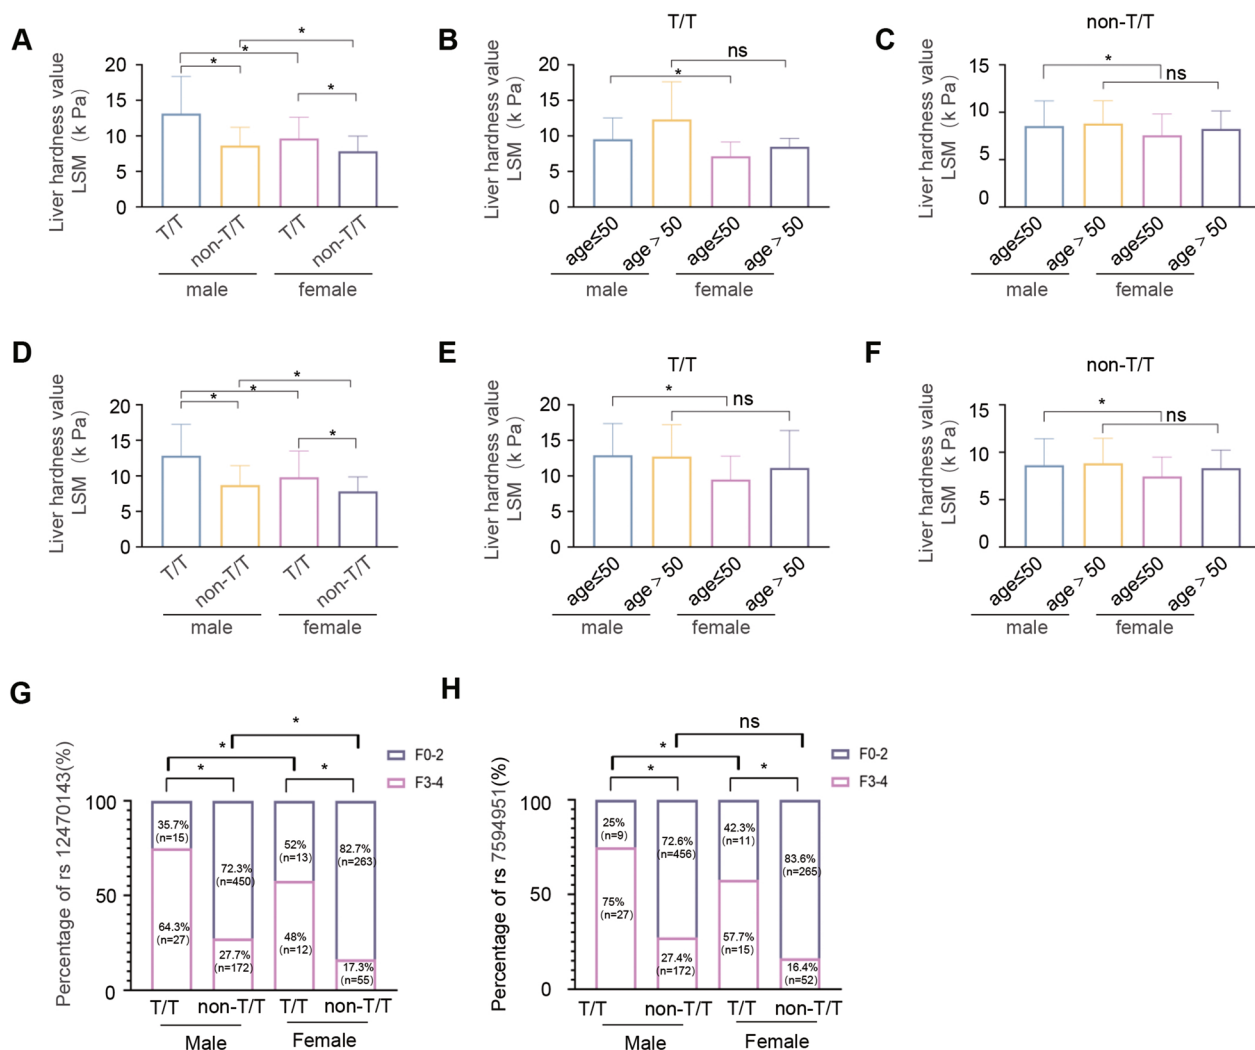 A
Liver hardness value
LSM (k Pa)
20
15
10
5
0
*
*
*
*
T/T
non-T/T
T/T
non-T/T
male
female
B
T/T
Liver hardness value
LSM (k Pa)
20
15
10
5
0
ns
*
age≤50
age > 50
age≤50
age > 50
male
female
C
non-T/T
Liver hardness value
LSM (k Pa)
15
10
5
0
*
ns
age≤50
age > 50
age≤50
age > 50
male
female
D
Liver hardness value
LSM (k Pa)
20
15
10
5
0
*
*
*
*
T/T
non-T/T
T/T
non-T/T
male
female
E
T/T
Liver hardness value
LSM (k Pa)
20
15
10
5
0
*
ns
age≤50
age > 50
age≤50
age > 50
male
female
F
non-T/T
Liver hardness value
LSM (k Pa)
15
10
5
0
*
ns
age≤50
age > 50
age≤50
age > 50
male
female
G
Percentage of rs 12470143(%)
100
50
0
*
*
*
*
F0-2
F3-4
35.7%
(n=15)
64.3%
(n=27)
72.3%
(n=450)
27.7%
(n=172)
52%
(n=13)
48%
(n=12)
82.7%
(n=263)
17.3%
(n=55)
T/T
non-T/T
T/T
non-T/T
Male
Female
H
Percentage of rs 7594951(%)
100
50
0
ns
*
*
*
F0-2
F3-4
25%
(n=9)
75%
(n=27)
72.6%
(n=456)
27.4%
(n=172)
42.3%
(n=11)
57.7%
(n=15)
83.6%
(n=265)
16.4%
(n=52)
T/T
non-T/T
T/T
non-T/T
Male
Female